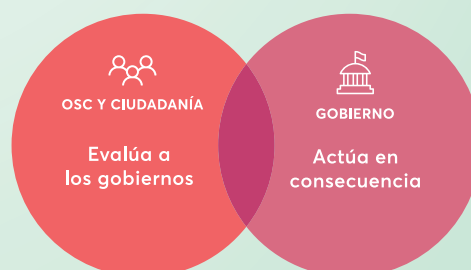 OSC Y CIUDADANÍA
Evalúa a
los gobiernos
GOBIERNO
Actúa en
consecuencia